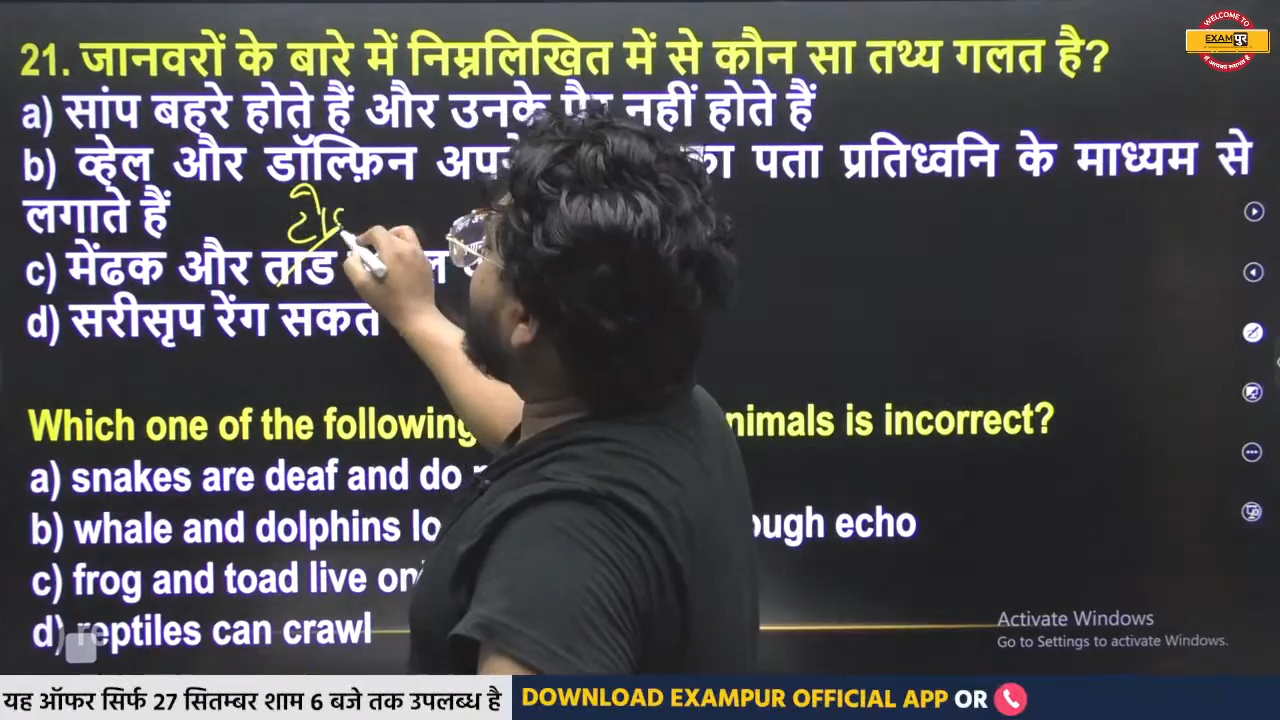 WELCOME TO
EXAMपुर
21. जानवरों के बारे में निम्नलिखित में से कौन सा तथ्य गलत है?
a) सांप बहरे होते हैं और उनके पैर नहीं होते हैं
b) व्हेल और डॉल्फ़िन का पता प्रतिध्वनि के माध्यम से
लगाते हैं
टोड
c) मेंढक और ताड
d) सरीसृप रेंग सकत
Which one of the following nimals is incorrect?
a) snakes are deaf and do
b) whale and dolphins lo ough echo
c) frog and toad live on
d) reptiles can crawl
Activate Windows
Go to Settings to activate Windows.
यह ऑफर सिर्फ 27 सितम्बर शाम 6 बजे तक उपलब्ध है DOWNLOAD EXAMPUR OFFICIAL APP OR